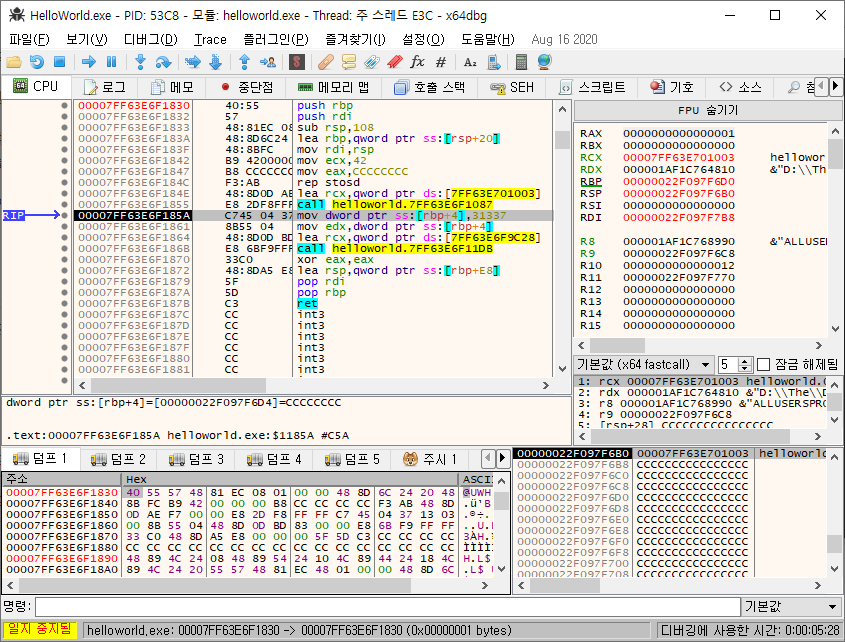 HelloWorld.exe - PID: 53C8 - 모듈: helloworld.exe - Thread: 주 스레드 E3C - x64dbg
파일(F) 보기(V) 디버그(D) Trace 플러그인(P) 즐겨찾기(I) 설정(O) 도움말(H) Aug 16 2020
CPU 로그 메모 중단점 메모리 맵 호출 스택 SEH 스크립트 기호 소스
FPU 숨기기
00007FF63E6F1830 40:55 push rbp
00007FF63E6F1832 57 push rdi
00007FF63E6F1833 48:81EC 08 sub rsp,108
00007FF63E6F183A 48:8D6C24 lea rbp,qword ptr ss:[rsp+20]
00007FF63E6F183F 48:8BFC mov rdi,rsp
00007FF63E6F1842 B9 4200000 mov ecx,42
00007FF63E6F1847 B8 CCCCCCC mov eax,CCCCCCCC
00007FF63E6F184C F3:AB rep stosd
00007FF63E6F184E 48:8D0D AE lea rcx,qword ptr ds:[7FF63E701003]
00007FF63E6F1855 E8 2DF8FFF call helloworld.7FF63E6F1087
RIP 00007FF63E6F185A C745 04 37 mov dword ptr ss:[rbp+4],31337
00007FF63E6F1861 8B55 04 mov edx,dword ptr ss:[rbp+4]
00007FF63E6F1864 48:8D0D BD lea rcx,qword ptr ds:[7FF63E6F9C28]
00007FF63E6F186B E8 6BF9FFF call helloworld.7FF63E6F11DB
00007FF63E6F1870 33C0 xor eax,eax
00007FF63E6F1872 48:8DA5 E8 lea rsp,qword ptr ss:[rbp+E8]
00007FF63E6F1879 5F pop rdi
00007FF63E6F187A 5D pop rbp
00007FF63E6F187B C3 ret
00007FF63E6F187C CC int3
00007FF63E6F187D CC int3
00007FF63E6F187E CC int3
00007FF63E6F187F CC int3
00007FF63E6F1880 CC int3
00007FF63E6F1881 CC int3
RAX 0000000000000001
RBX 0000000000000000
RCX 00007FF63E701003 hellowor
RDX 000001AF1C764810 &"D:\\The
RBP 00000022F097F6D0
RSP 00000022F097F6B0
RSI 0000000000000000
RDI 00000022F097F7B8
R8 000001AF1C768990 &"ALLUSER
R9 00000022F097F6C8
R10 0000000000000012
R11 00000022F097F770
R12 0000000000000000
R13 0000000000000000
R14 0000000000000000
R15 0000000000000000
기본값 (x64 fastcall) 5 잠금 해제됨
1: rcx 00007FF63E701003 helloworld.
2: rdx 000001AF1C764810 &"D:\\The\\D
3: r8 000001AF1C768990 &"ALLUSERSPRO
4: r9 00000022F097F6C8
5: [rsp+28] CCCCCCCCCCCCCCCC
dword ptr ss:[rbp+4]=[00000022F097F6D4]=CCCCCCCC
.text:00007FF63E6F185A helloworld.exe:$1185A #C5A
덤프 1 덤프 2 덤프 3 덤프 4 덤프 5 주시 1
주소 Hex ASCII
00007FF63E6F1830 40 55 57 48 81 EC 08 01 00 00 48 8D 6C 24 20 48 @UWH
00007FF63E6F1840 8B FC B9 42 00 00 00 B8 CC CC CC CC F3 AB 48 8D .ü¹B
00007FF63E6F1850 0D AE F7 00 00 E8 2D F8 FF FF C7 45 04 37 13 03 .®÷.
00007FF63E6F1860 00 8B 55 04 48 8D 0D BD 83 00 00 E8 6B F9 FF FF ..U.
00007FF63E6F1870 33 C0 48 8D A5 E8 00 00 00 5F 5D C3 CC CC CC CC 3ÀH.
00007FF63E6F1880 CC CC CC CC CC CC CC CC CC CC CC CC CC CC CC CC ÌÌÌÌ
00007FF63E6F1890 48 89 4C 24 08 48 89 54 24 10 4C 89 44 24 18 4C H.L$
00007FF63E6F18A0 89 4C 24 20 55 57 48 81 EC 48 01 00 00 48 8D 6C .L$
00000022F097F6B0 00007FF63E701003 helloworld
00000022F097F6B8 CCCCCCCCCCCCCCCC
00000022F097F6C0 CCCCCCCCCCCCCCCC
00000022F097F6C8 CCCCCCCCCCCCCCCC
00000022F097F6D0 CCCCCCCCCCCCCCCC
00000022F097F6D8 CCCCCCCCCCCCCCCC
00000022F097F6E0 CCCCCCCCCCCCCCCC
00000022F097F6E8 CCCCCCCCCCCCCCCC
00000022F097F6F0 CCCCCCCCCCCCCCCC
00000022F097F6F8 CCCCCCCCCCCCCCCC
00000022F097F700 CCCCCCCCCCCCCCCC
00000022F097F708 CCCCCCCCCCCCCCCC
명령: 기본값
일지 중지됨 helloworld.exe: 00007FF63E6F1830 -> 00007FF63E6F1830 (0x00000001 bytes) 디버깅에 사용한 시간: 0:00:05:28